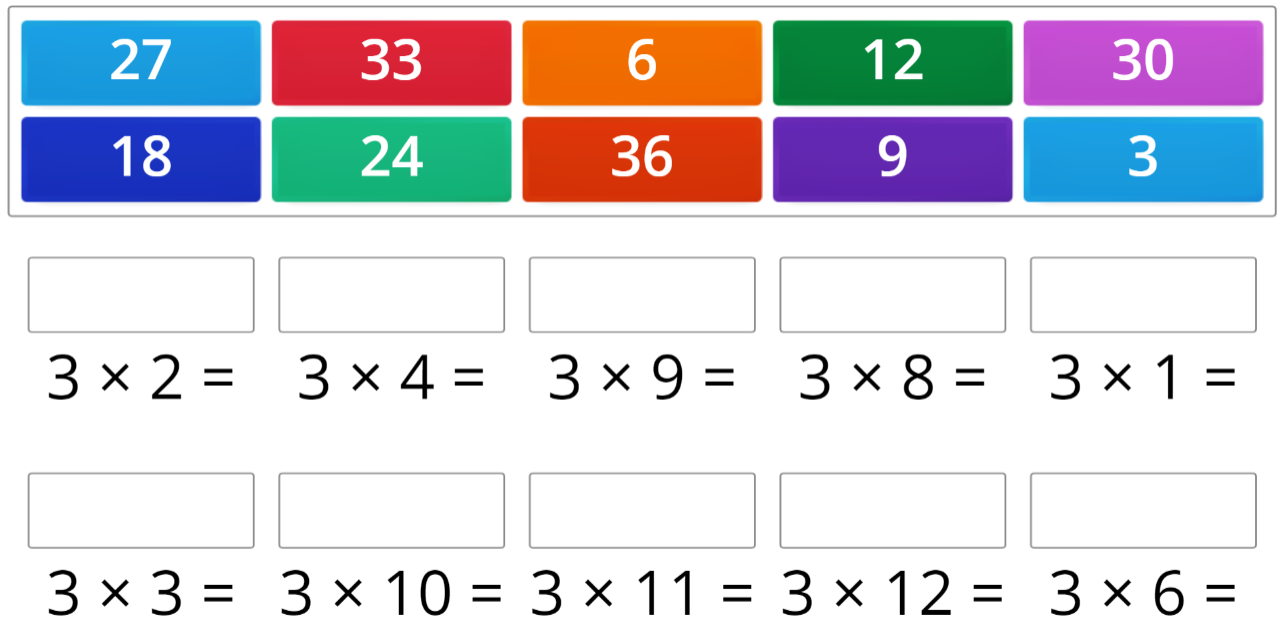 27 33 6 12 30
18 24 36 9 3
3 × 2 = 3 × 4 = 3 × 9 = 3 × 8 = 3 × 1 =
3 × 3 = 3 × 10 = 3 × 11 = 3 × 12 = 3 × 6 =